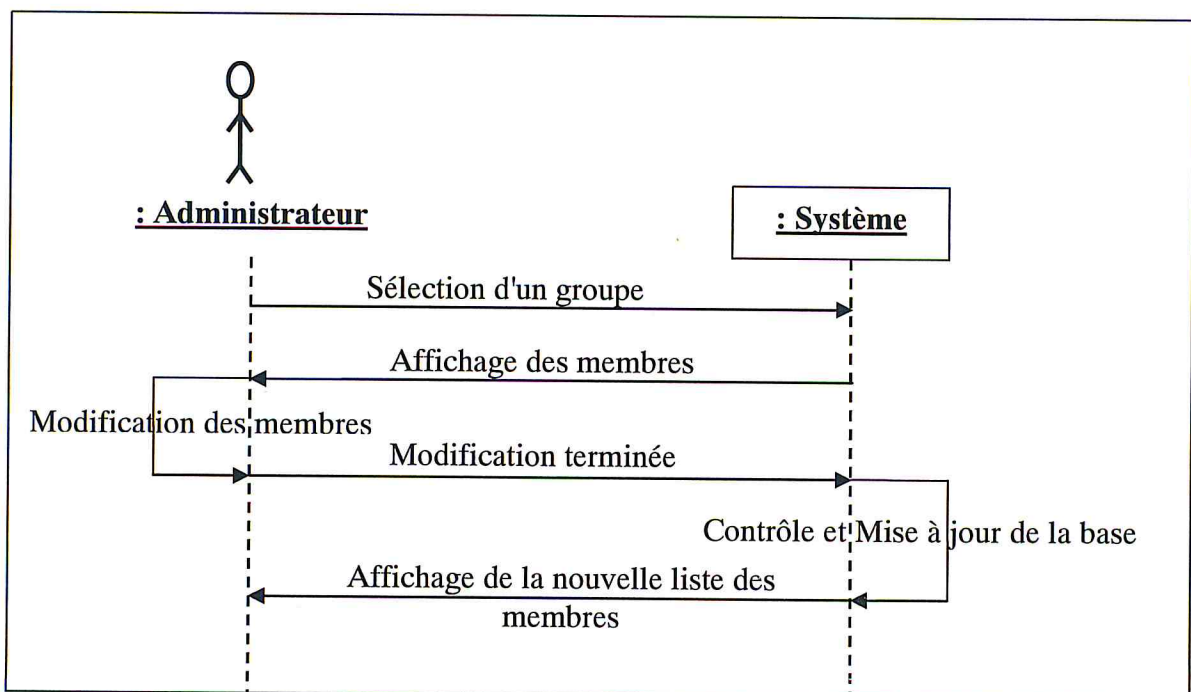 : Administrateur
: Système
Sélection d'un groupe
Affichage des membres
Modification des membres
Modification terminée
Contrôle et Mise à jour de la base
Affichage de la nouvelle liste des
membres